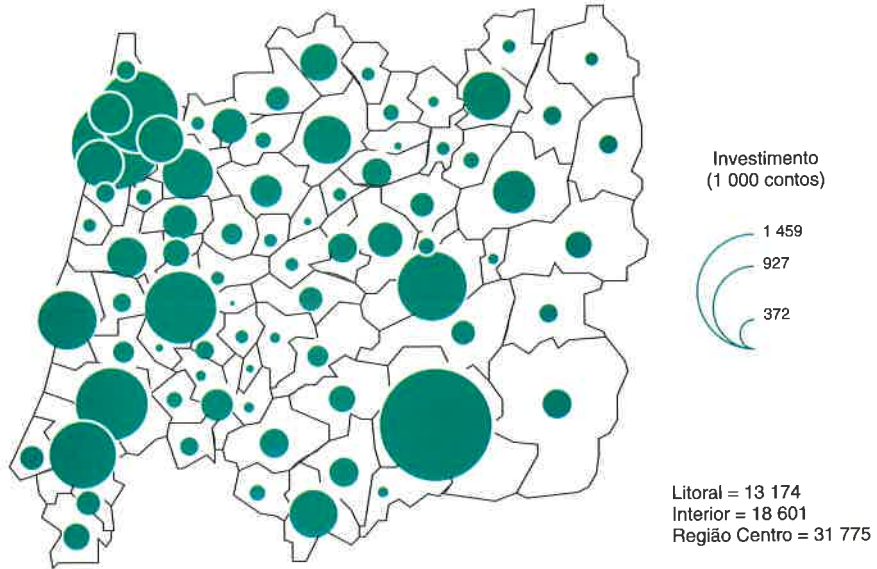 Investimento
(1 000 contos)
1 459
927
372
Litoral = 13 174
Interior = 18 601
Região Centro = 31 775